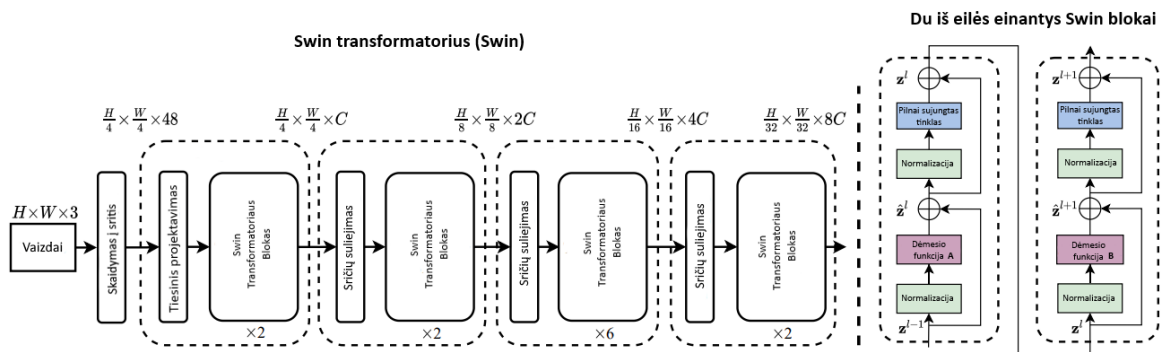 Du iš eilės einantys Swin blokai
Swin transformatorius (Swin)
H/4 × W/4 × 48
H/4 × W/4 × C
H/8 × W/8 × 2C
H/16 × W/16 × 4C
H/32 × W/32 × 8C
H×W×3
Vaizdai
Skaidymas į sritis
Tiesinis projektavimas
Swin
Transformatoriaus
Blokas
×2
Sričių suliejimas
Swin
Transformatoriaus
Blokas
×2
Sričių suliejimas
Swin
Transformatoriaus
Blokas
×6
Sričių suliejimas
Swin
Transformatoriaus
Blokas
×2
z^l
Pilnai sujungtas
tinklas
Normalizacija
ẑ^l
Dėmesio
funkcija A
Normalizacija
z^{l-1}
z^{l+1}
Pilnai sujungtas
tinklas
Normalizacija
ẑ^{l+1}
Dėmesio
funkcija B
Normalizacija
z^l